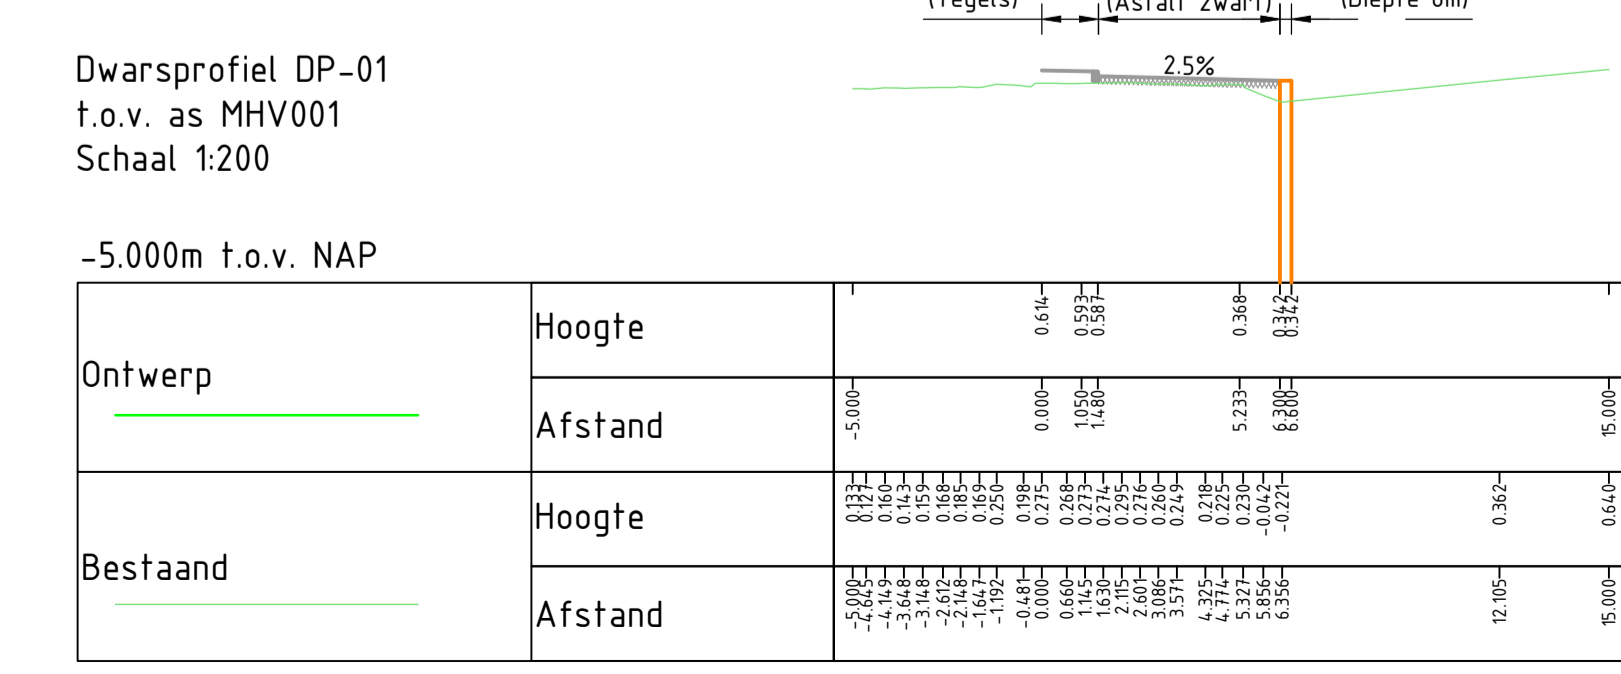 (Tegels)
(Asfalt zwart)
Dwarsprofiel DP-01
t.o.v. as MHV001
Schaal 1:200
2.5%
-5.000m t.o.v. NAP
Ontwerp
Hoogte
0.614 0.593 0.587 0.368 0.342 0.342
Afstand
-5.000 0.000 1.050 1.480 5.233 6.300 6.600 15.000
Bestaand
Hoogte
0.133 0.127 0.160 0.143 0.159 0.168 0.185 0.169 0.250 0.198 0.275 0.268 0.273 0.274 0.295 0.276 0.260 0.249 0.218 0.225 0.230 -0.042 -0.221 0.362 0.640
Afstand
-5.000 -4.645 -4.149 -3.648 -3.148 -2.612 -2.148 -1.647 -1.192 -0.481 0.000 0.660 1.145 1.630 2.115 2.601 3.086 3.571 4.325 4.774 5.327 5.856 6.356 12.105 15.000